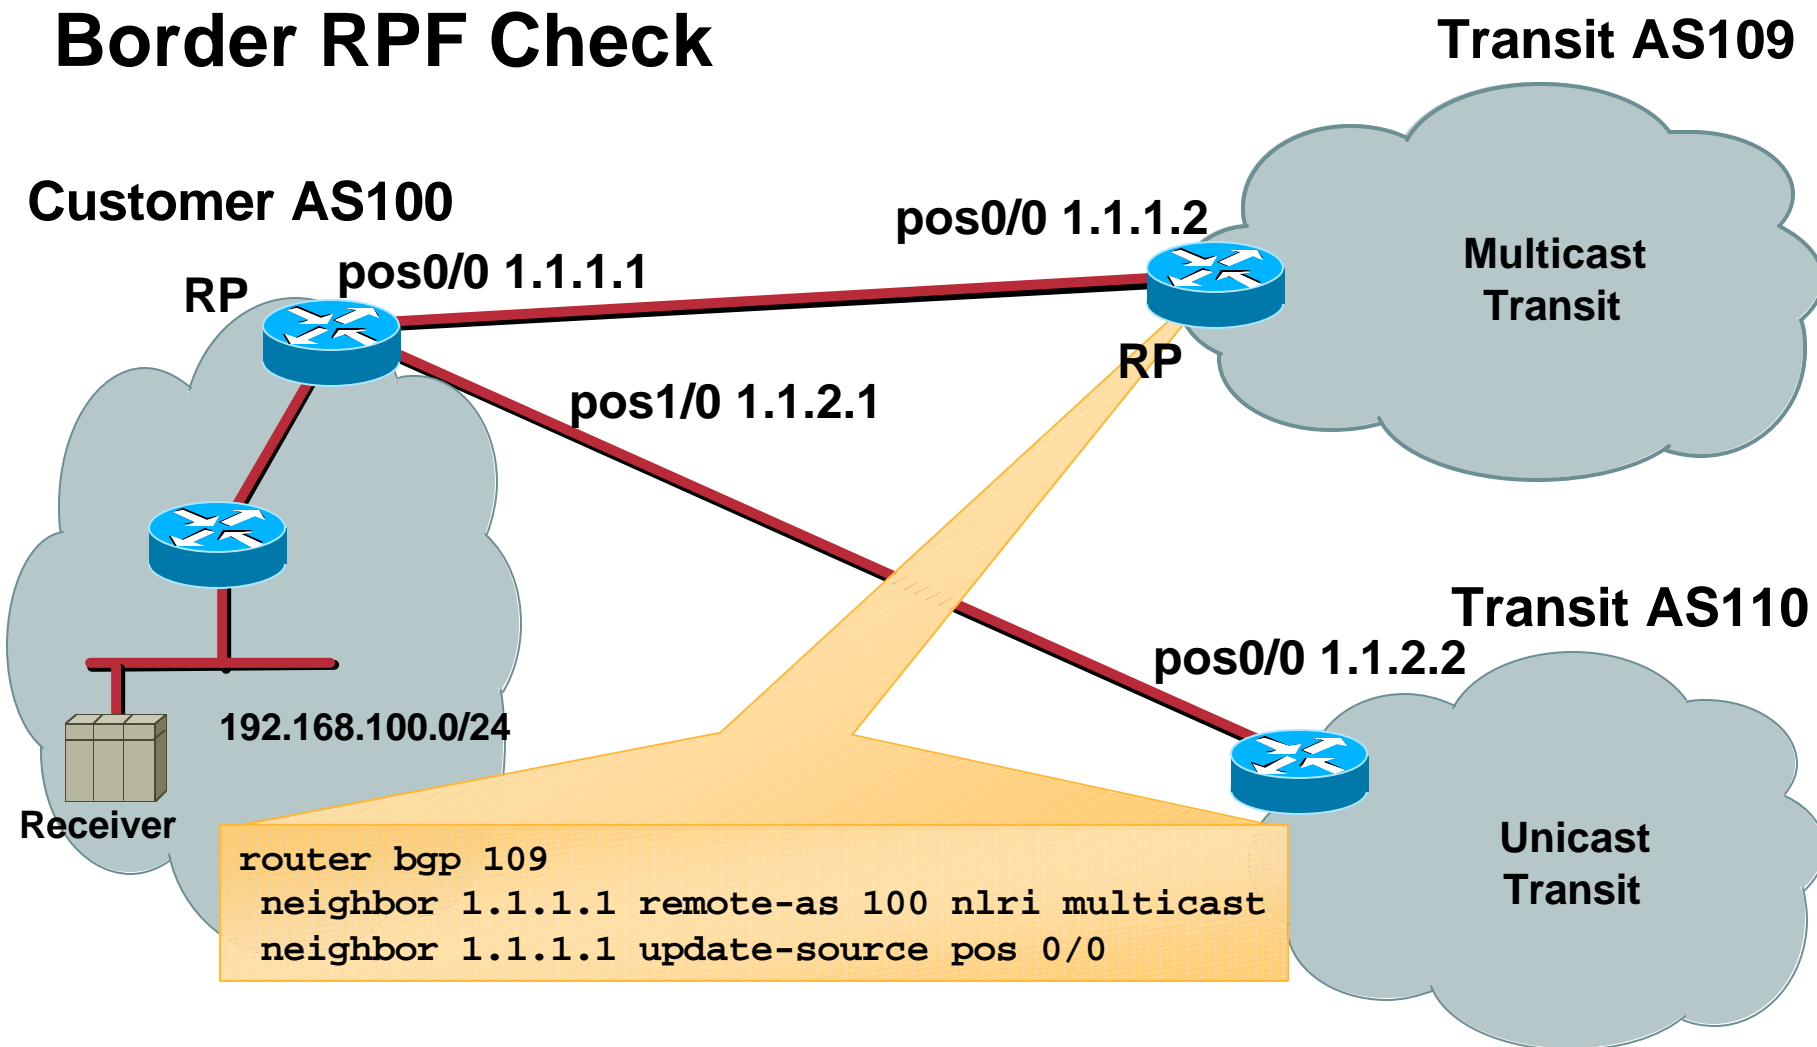 Border RPF Check
Transit AS109
Customer AS100
pos0/0 1.1.1.2
Multicast
Transit
RP
pos0/0 1.1.1.1
RP
pos1/0 1.1.2.1
Transit AS110
pos0/0 1.1.2.2
192.168.100.0/24
Receiver
Unicast
Transit
router bgp 109
neighbor 1.1.1.1 remote-as 100 nlri multicast
neighbor 1.1.1.1 update-source pos 0/0